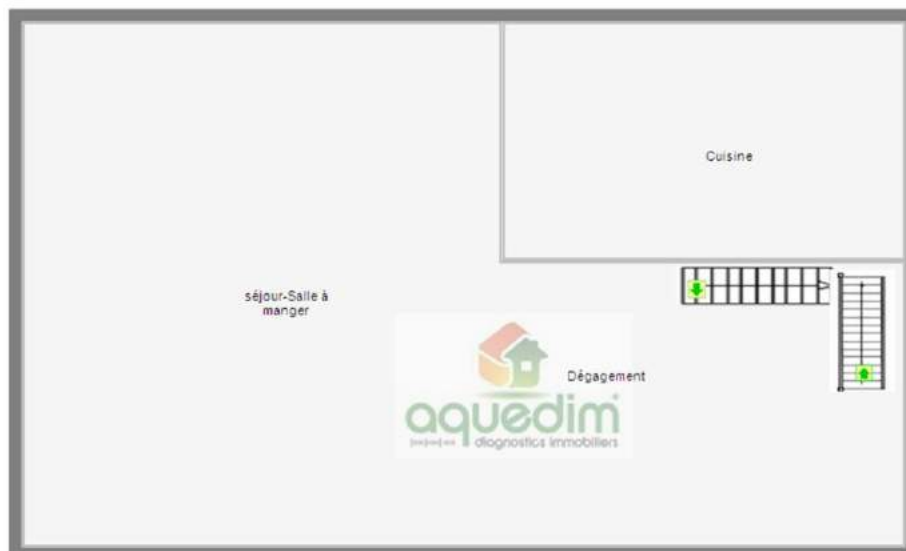 Cuisine
séjour-Salle à
manger
Dégagement
aquedim
diagnostics immobiliers